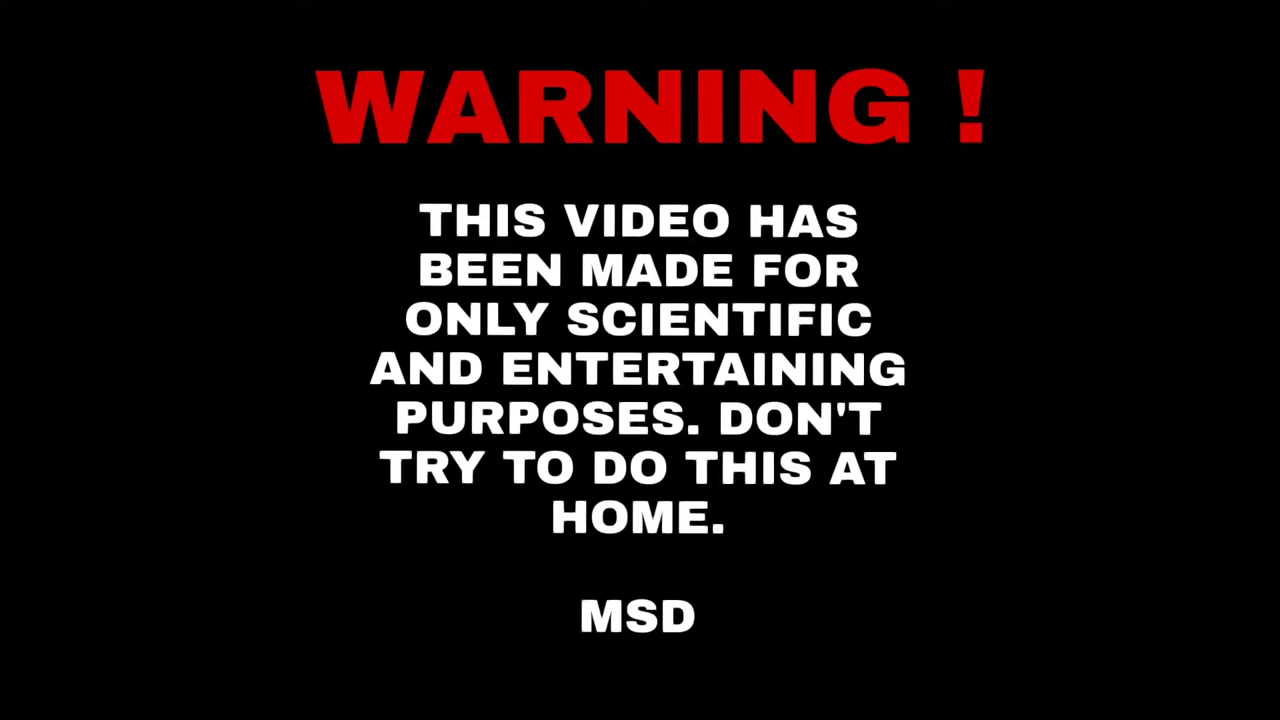 WARNING !
THIS VIDEO HAS
BEEN MADE FOR
ONLY SCIENTIFIC
AND ENTERTAINING
PURPOSES. DON'T
TRY TO DO THIS AT
HOME.
MSD